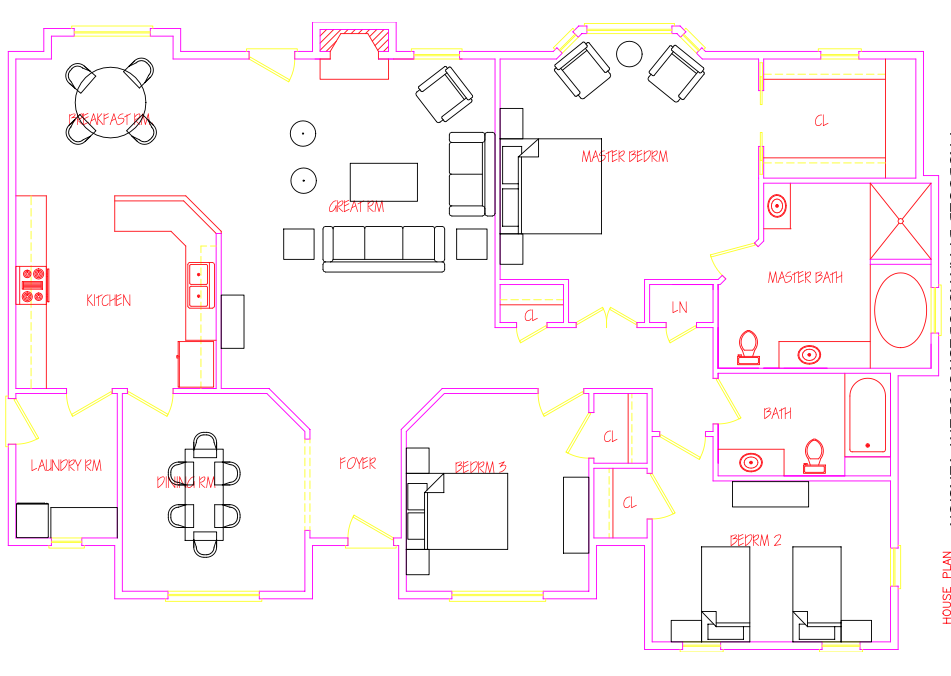 BREAKFAST RM
CL
MASTER BEDRM
GREAT RM
MASTER BATH
KITCHEN
LN
CL
BATH
CL
LAUNDRY RM
FOYER
BEDRM 3
DINING RM
CL
BEDRM 2
HOUSE PLAN